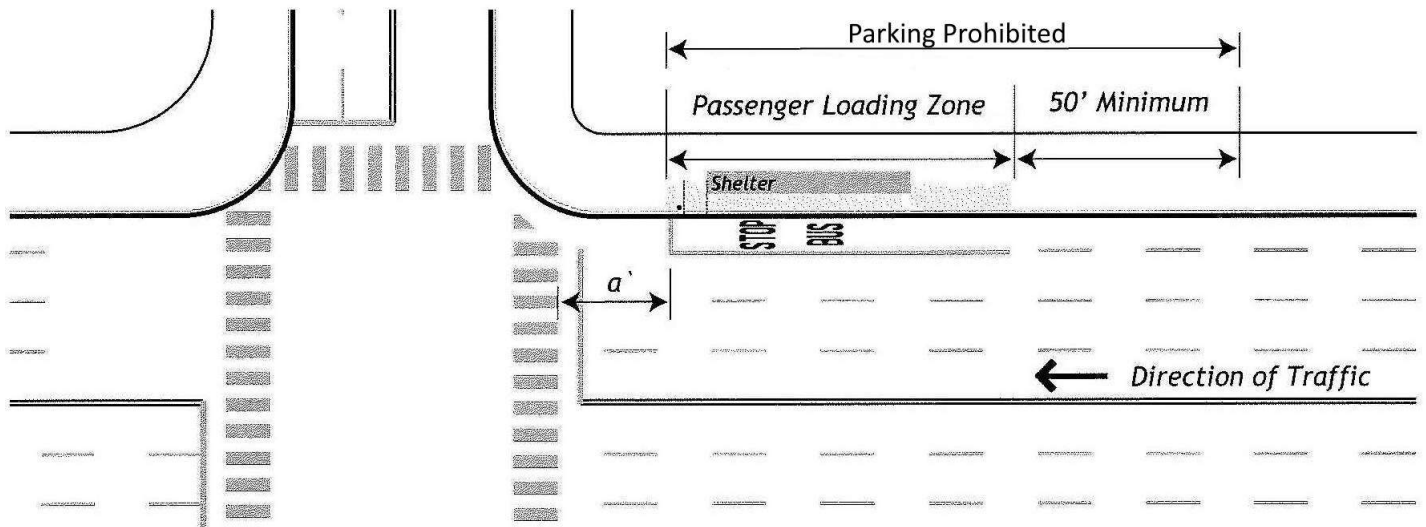 Parking Prohibited
Passenger Loading Zone
50' Minimum
Shelter
STOP
BUS
a`
Direction of Traffic